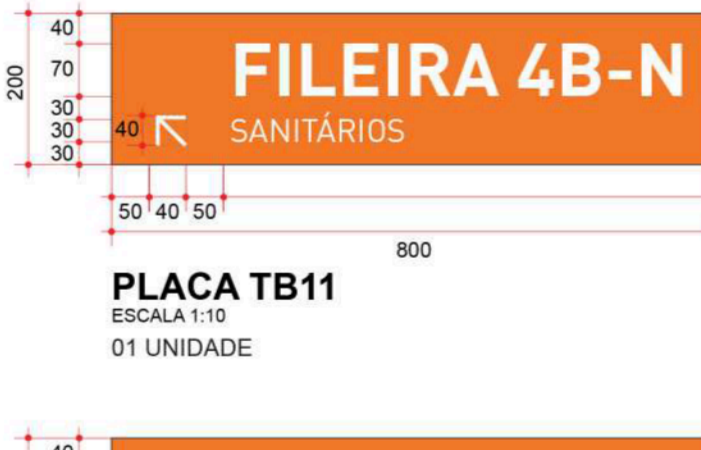 40
70
200
30
30
30
40
FILEIRA 4B-N
SANITÁRIOS
50 40 50
800
PLACA TB11
ESCALA 1:10
01 UNIDADE